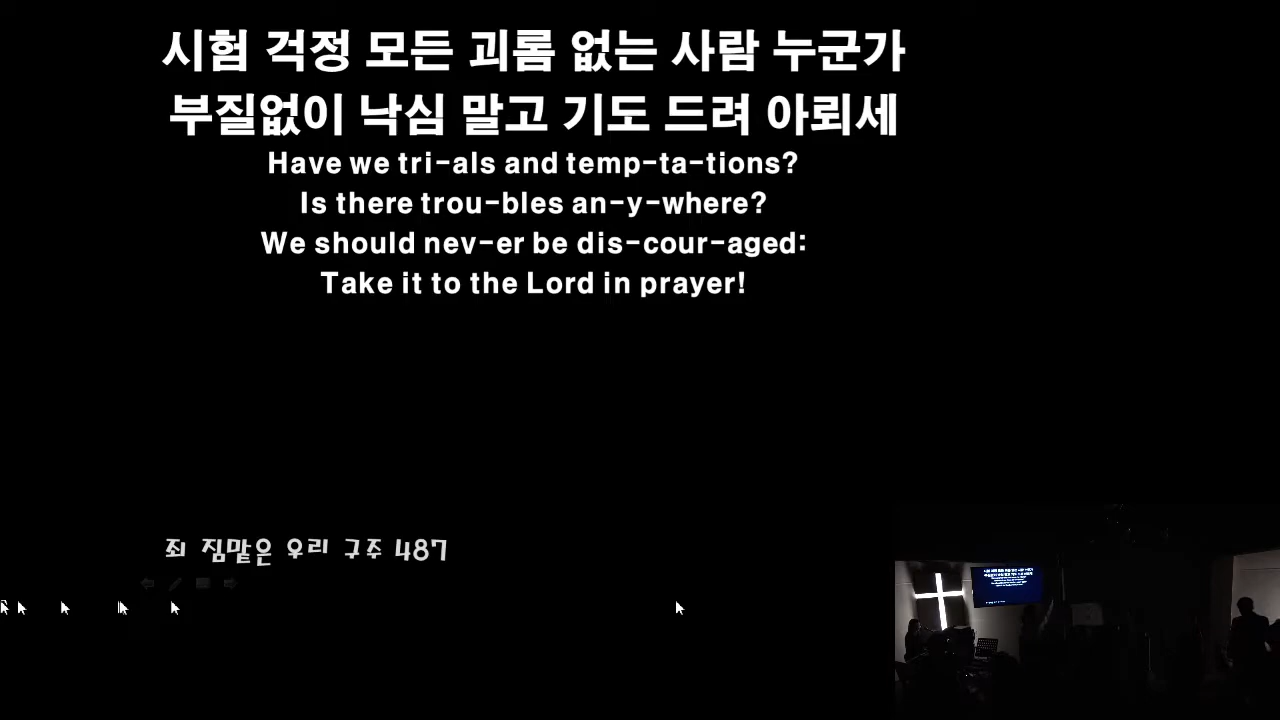 시험 걱정 모든 괴롬 없는 사람 누군가
부질없이 낙심 말고 기도 드려 아뢰세
Have we tri-als and temp-ta-tions?
Is there trou-bles an-y-where?
We should nev-er be dis-cour-aged:
Take it to the Lord in prayer!
죄 짐맡은 우리 구주 487